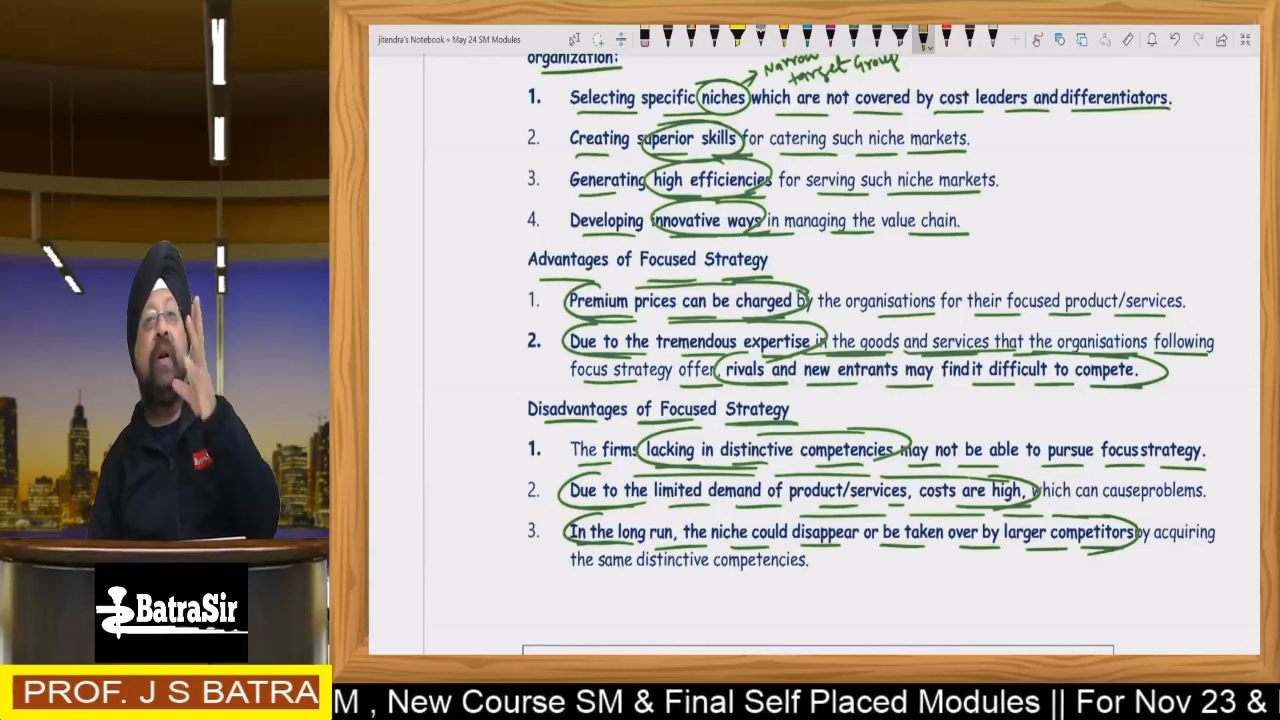 jitendra's Notebook » May 24 SM Modules
Narrow
target Group
organization:
1. Selecting specific niches which are not covered by cost leaders and differentiators.
2. Creating superior skills for catering such niche markets.
3. Generating high efficiencies for serving such niche markets.
4. Developing innovative ways in managing the value chain.
Advantages of Focused Strategy
1. Premium prices can be charged by the organisations for their focused product/services.
2. Due to the tremendous expertise in the goods and services that the organisations following
focus strategy offer, rivals and new entrants may find it difficult to compete.
Disadvantages of Focused Strategy
1. The firms lacking in distinctive competencies may not be able to pursue focus strategy.
2. Due to the limited demand of product/services, costs are high, which can causeproblems.
3. In the long run, the niche could disappear or be taken over by larger competitors by acquiring
the same distinctive competencies.
BatraSir
PROF. J S BATRA
M , New Course SM & Final Self Placed Modules || For Nov 23 &